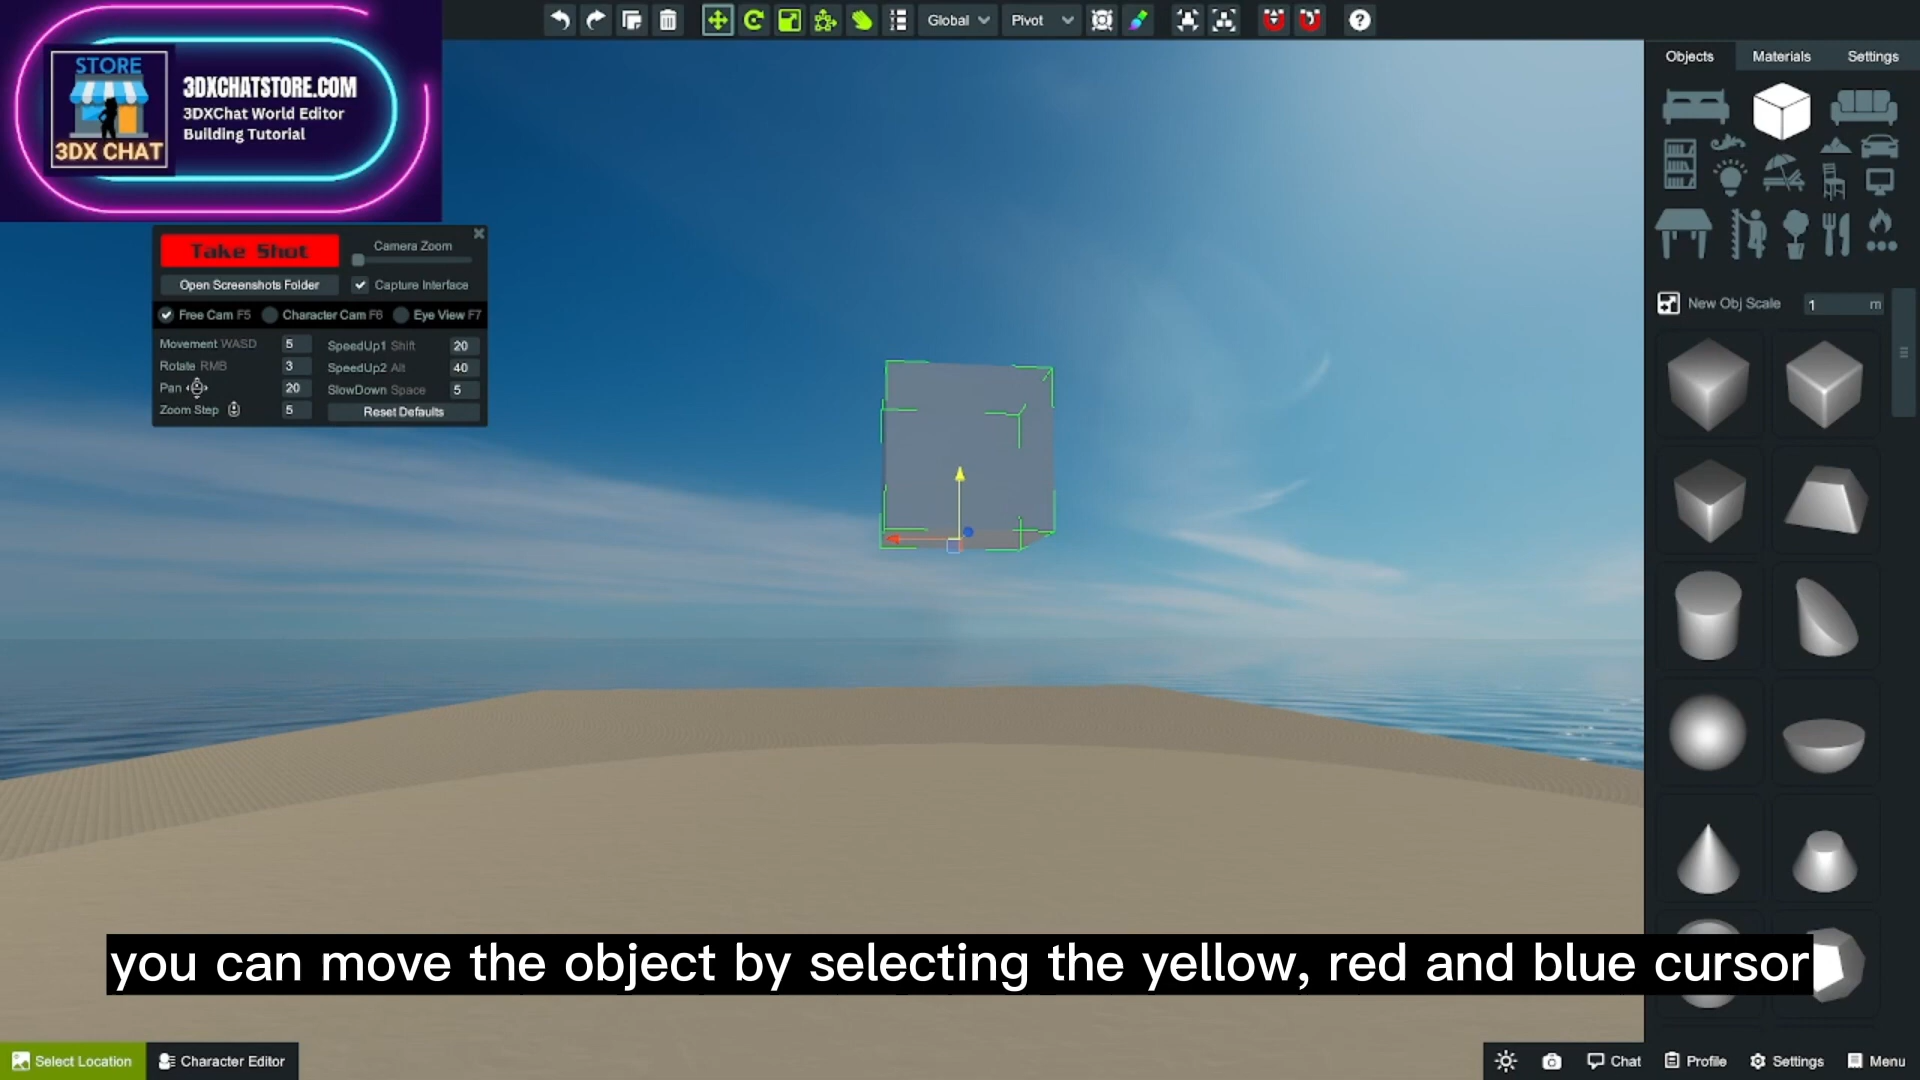 STORE
3DX CHAT
3DXCHATSTORE.COM
3DXChat World Editor
Building Tutorial
Global
Pivot
Objects
Materials
Settings
Take Shot
Camera Zoom
Open Screenshots Folder
Capture Interface
Free Cam F5
Character Cam F6
Eye View F7
Movement WASD 5
SpeedUp1 Shift 20
Rotate RMB 3
SpeedUp2 Alt 40
Pan 20
SlowDown Space 5
Zoom Step 5
Reset Defaults
New Obj Scale 1 m
you can move the object by selecting the yellow, red and blue cursor
Select Location
Character Editor
Chat
Profile
Settings
Menu